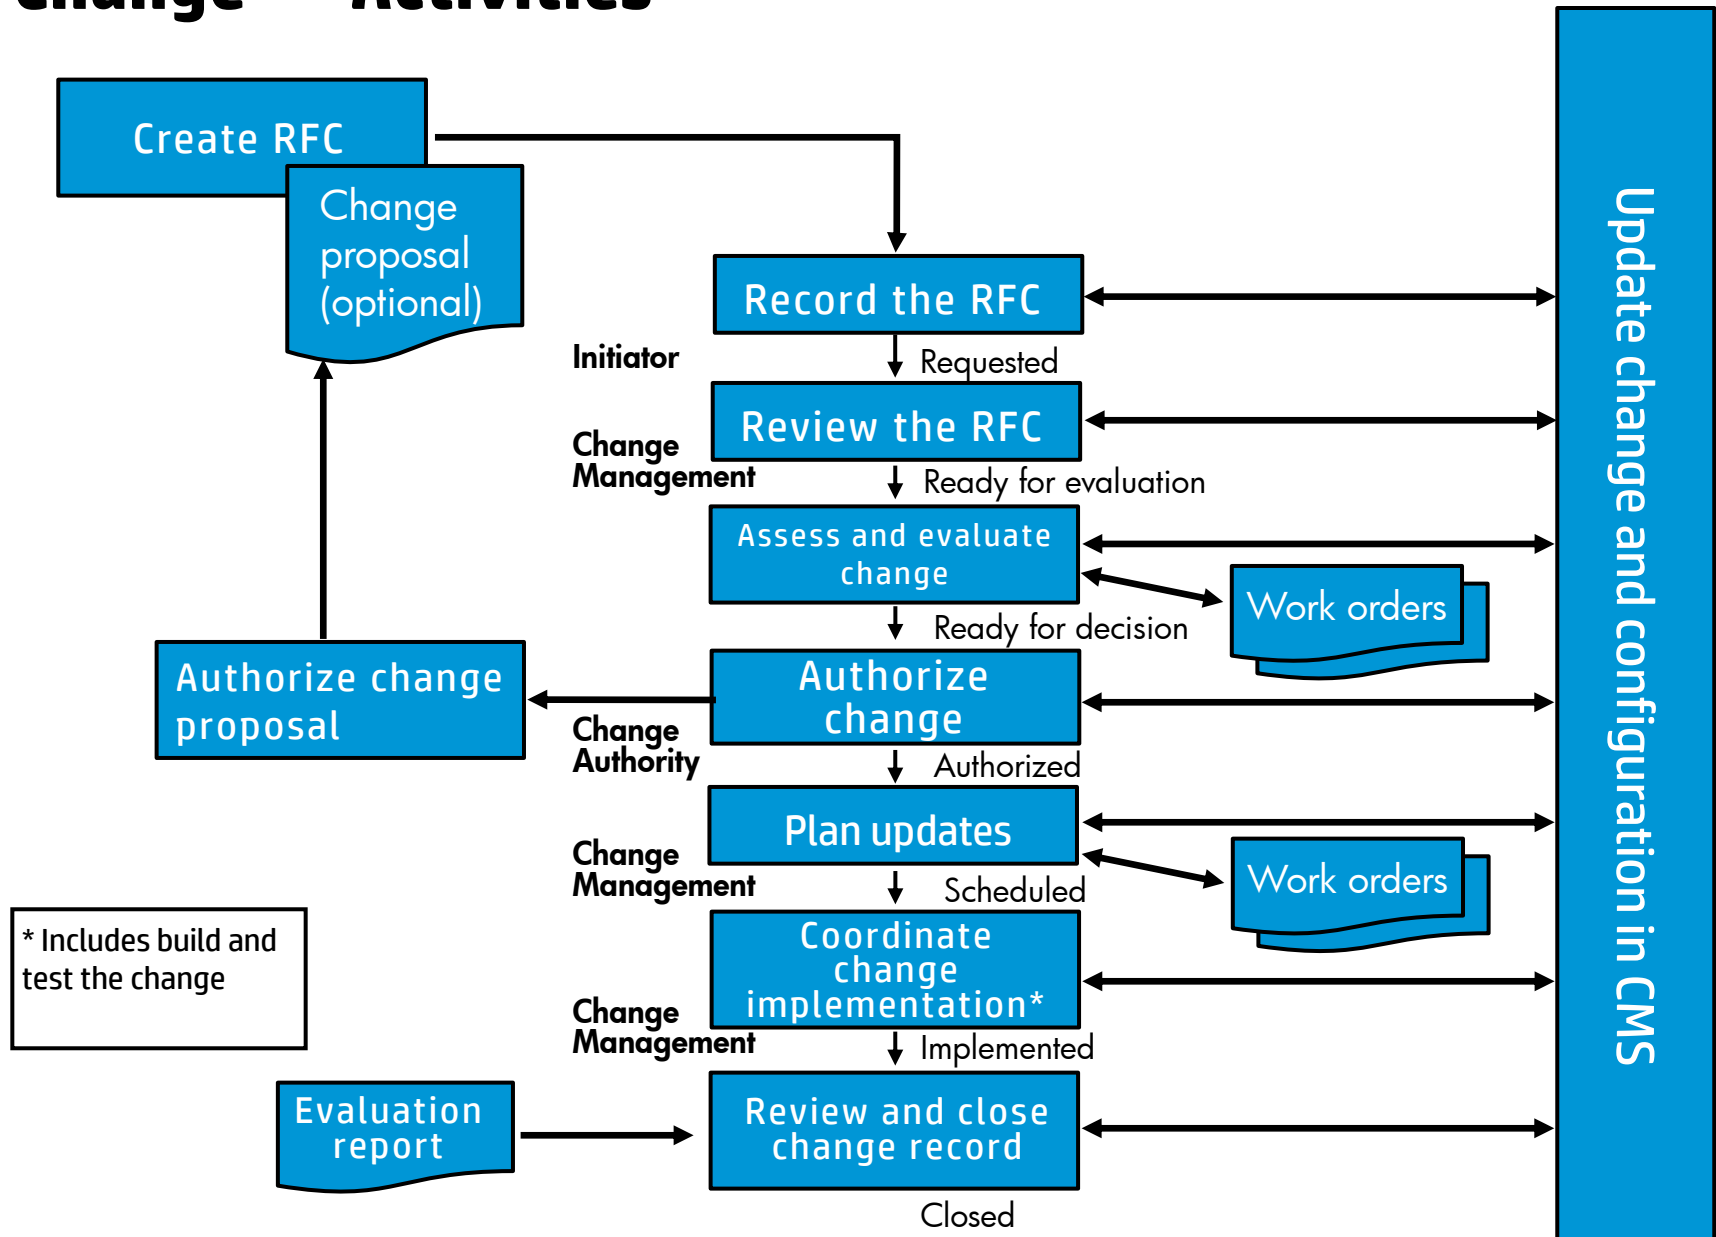 Change Activities
Create RFC
Change
proposal
(optional)
Record the RFC
Initiator
Requested
Review the RFC
Change
Management
Ready for evaluation
Assess and evaluate
change
Work orders
Ready for decision
Authorize change
proposal
Authorize
change
Change
Authority
Authorized
Plan updates
Change
Management
Work orders
Scheduled
* Includes build and
test the change
Coordinate
change
implementation*
Change
Management
Implemented
Evaluation
report
Review and close
change record
Closed
Update change and configuration in CMS